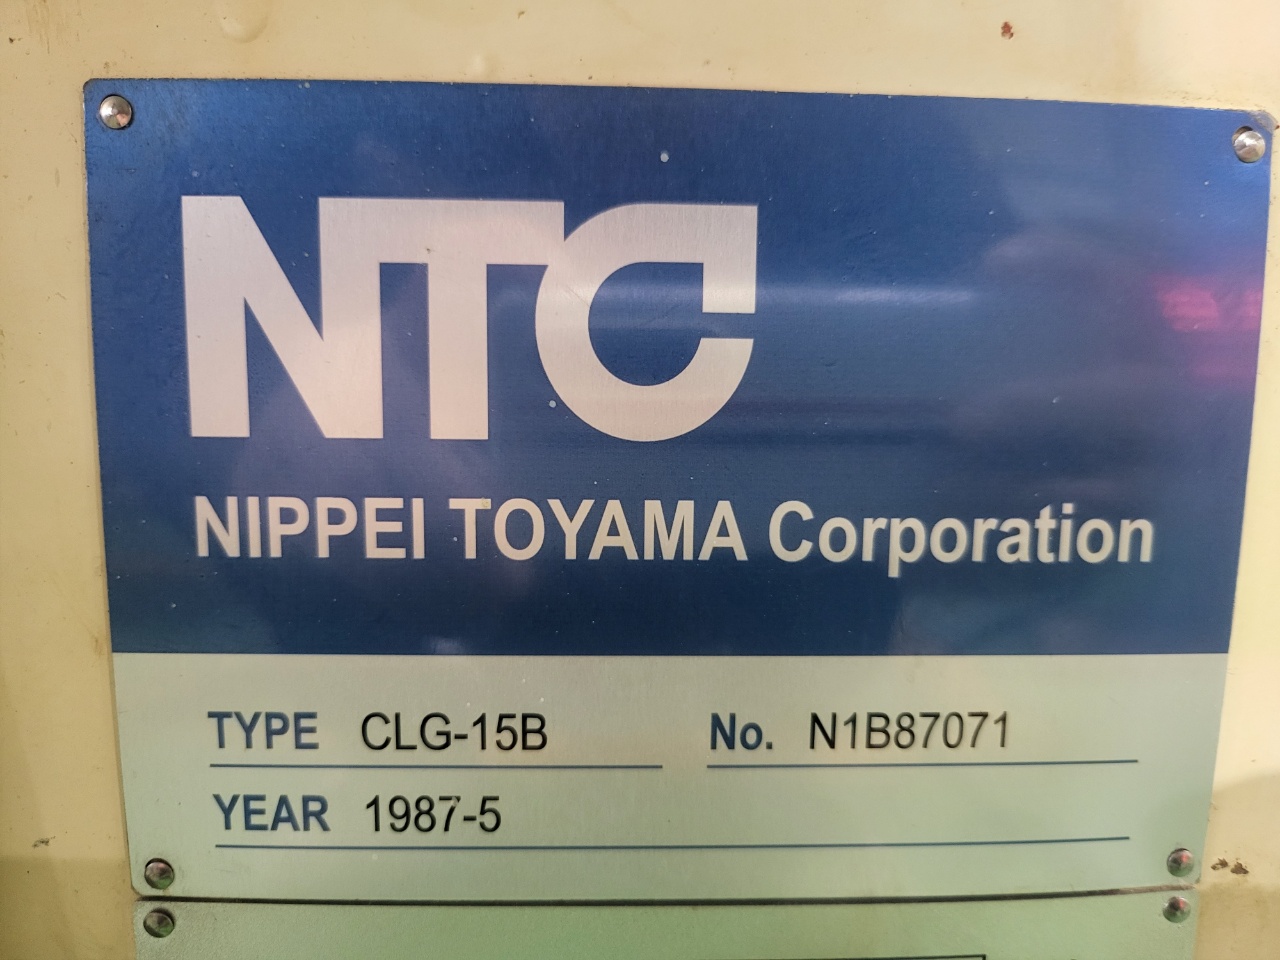 NTC
NIPPEI TOYAMA Corporation
TYPE CLG-15B No. N1B87071
YEAR 1987-5